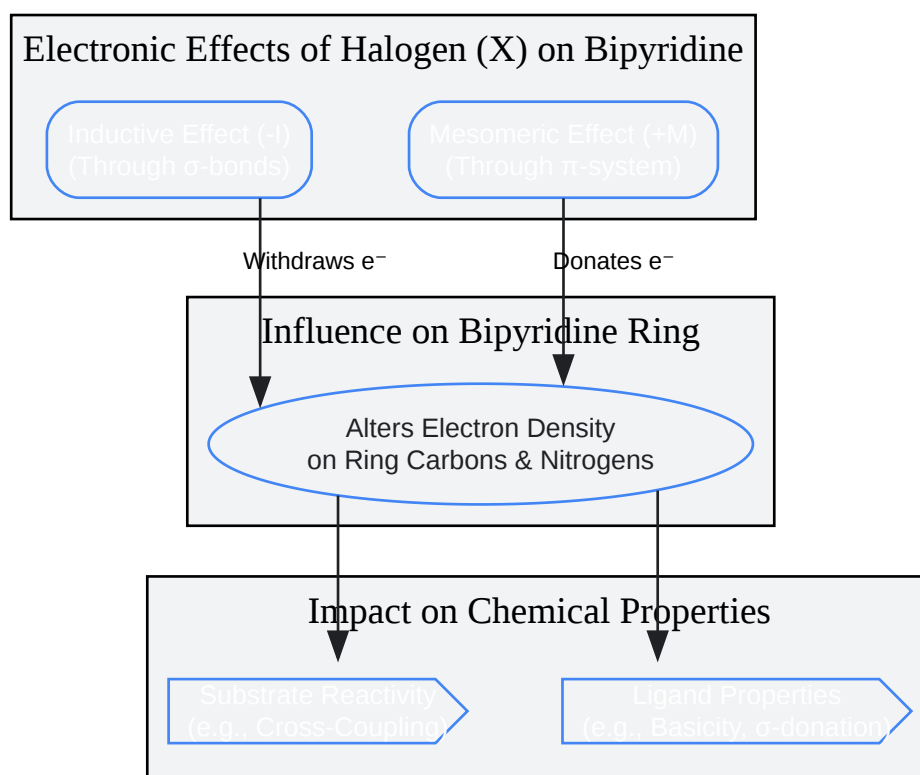 Electronic Effects of Halogen (X) on Bipyridine
Inductive Effect (-I)
(Through σ-bonds)
Mesomeric Effect (+M)
(Through π-system)
Withdraws e⁻
Donates e⁻
Influence on Bipyridine Ring
Alters Electron Density
on Ring Carbons & Nitrogens
Impact on Chemical Properties
Substrate Reactivity
(e.g., Cross-Coupling)
Ligand Properties
(e.g., Basicity, σ-donation)